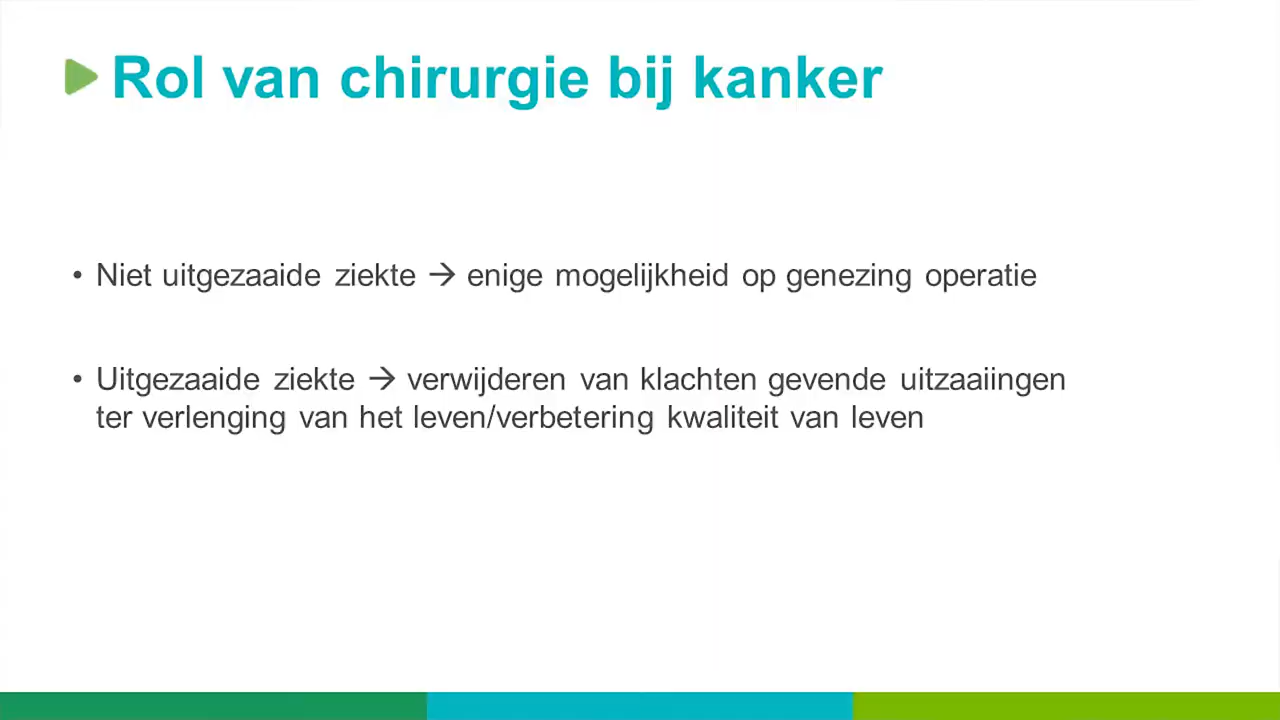 Rol van chirurgie bij kanker
• Niet uitgezaaide ziekte → enige mogelijkheid op genezing operatie
• Uitgezaaide ziekte → verwijderen van klachten gevende uitzaaiingen
ter verlenging van het leven/verbetering kwaliteit van leven